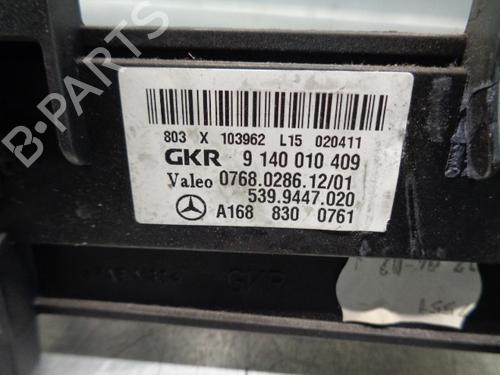 803 X 103962 L15 020411
GKR 9 140 010 409
Valeo 0768.0286.12/01
539.9447.020
A168 830 0761
GKR